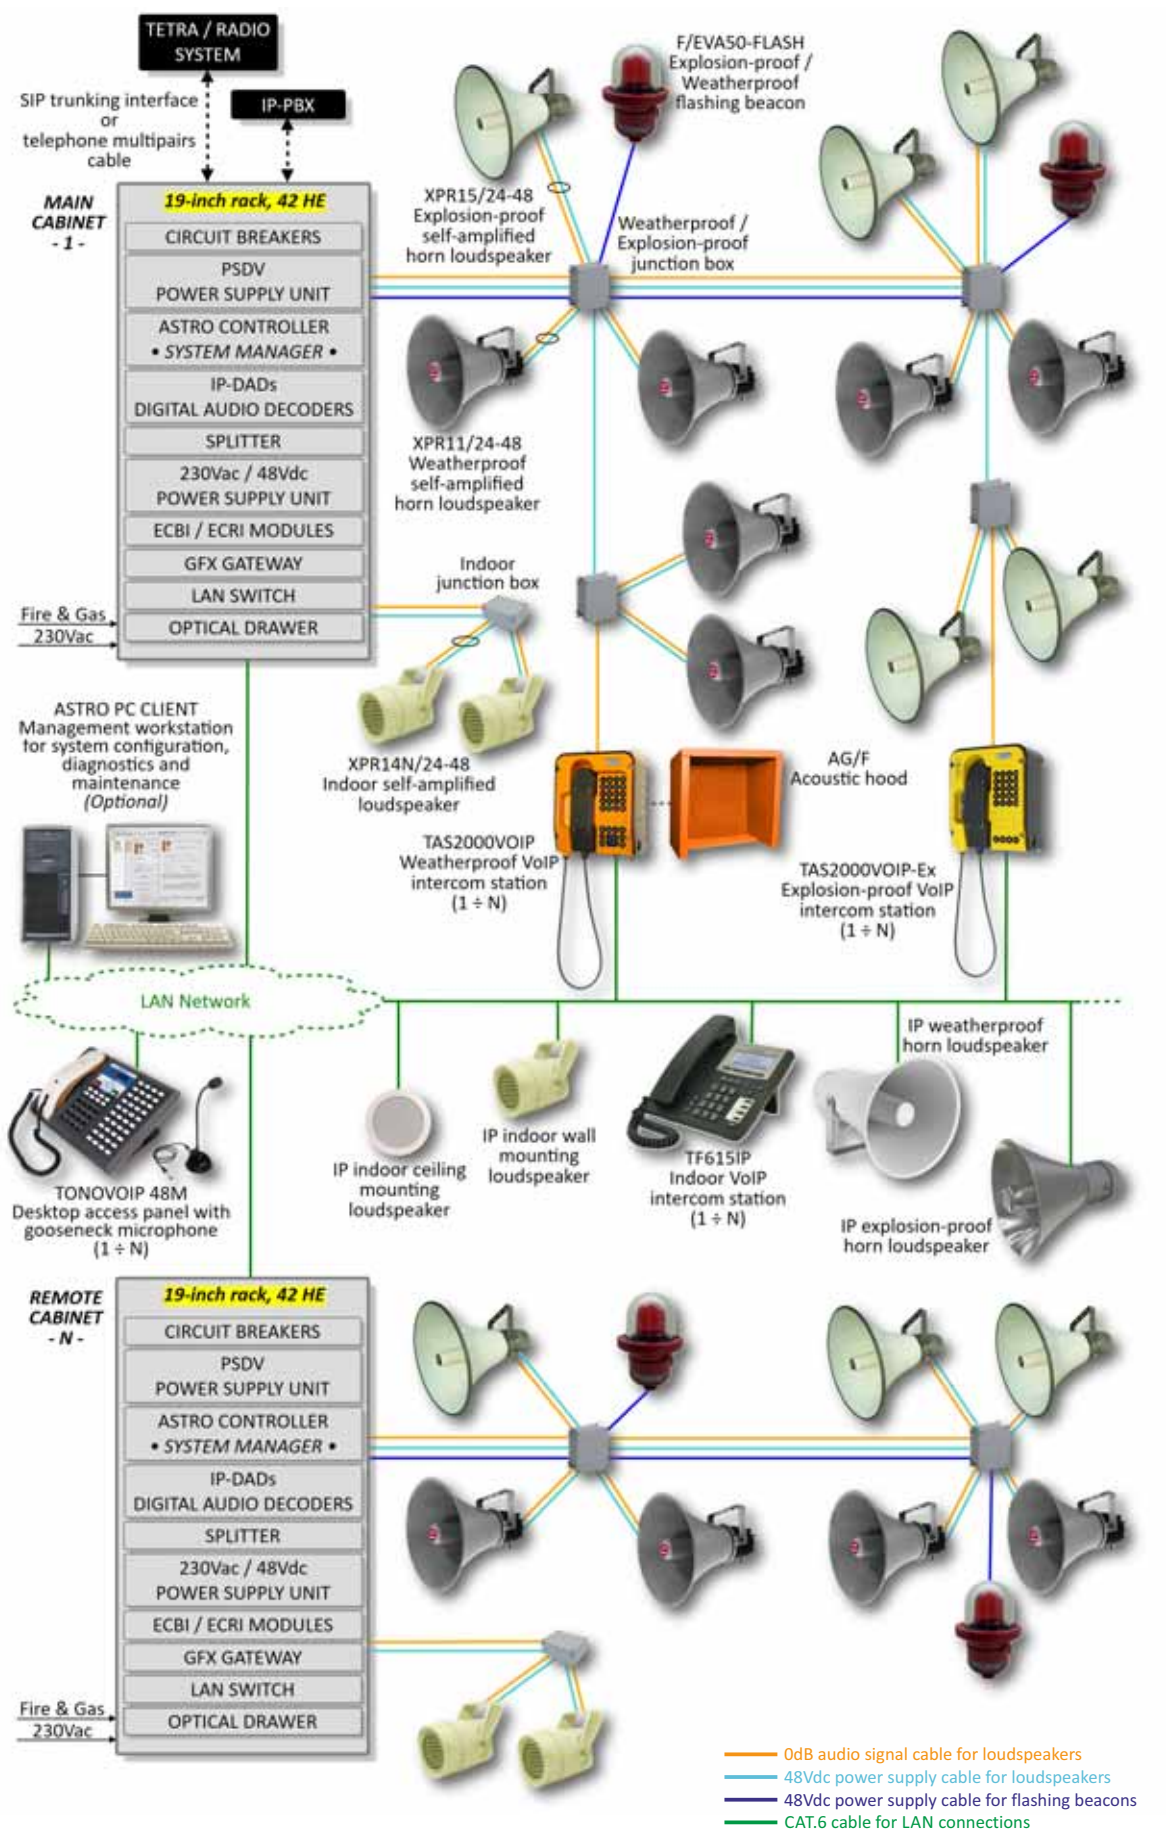 TETRA / RADIO
SYSTEM
SIP trunking interface
or
telephone multipairs
cable
IP-PBX
MAIN
CABINET
- 1 -
19-inch rack, 42 HE
CIRCUIT BREAKERS
PSDV
POWER SUPPLY UNIT
ASTRO CONTROLLER
• SYSTEM MANAGER •
IP-DADs
DIGITAL AUDIO DECODERS
SPLITTER
230Vac / 48Vdc
POWER SUPPLY UNIT
ECBI / ECRI MODULES
GFX GATEWAY
LAN SWITCH
OPTICAL DRAWER
Fire & Gas
230Vac
F/EVA50-FLASH
Explosion-proof /
Weatherproof
flashing beacon
XPR15/24-48
Explosion-proof
self-amplified
horn loudspeaker
Weatherproof /
Explosion-proof
junction box
XPR11/24-48
Weatherproof
self-amplified
horn loudspeaker
Indoor
junction box
XPR14N/24-48
Indoor self-amplified
loudspeaker
ASTRO PC CLIENT
Management workstation
for system configuration,
diagnostics and
maintenance
(Optional)
AG/F
Acoustic hood
TAS2000VOIP
Weatherproof VoIP
intercom station
(1 ÷ N)
TAS2000VOIP-Ex
Explosion-proof VoIP
intercom station
(1 ÷ N)
LAN Network
TONOVOIP 48M
Desktop access panel with
gooseneck microphone
(1 ÷ N)
IP indoor ceiling
mounting
loudspeaker
IP indoor wall
mounting
loudspeaker
TF615IP
Indoor VoIP
intercom station
(1 ÷ N)
IP weatherproof
horn loudspeaker
IP explosion-proof
horn loudspeaker
REMOTE
CABINET
- N -
19-inch rack, 42 HE
CIRCUIT BREAKERS
PSDV
POWER SUPPLY UNIT
ASTRO CONTROLLER
• SYSTEM MANAGER •
IP-DADs
DIGITAL AUDIO DECODERS
SPLITTER
230Vac / 48Vdc
POWER SUPPLY UNIT
ECBI / ECRI MODULES
GFX GATEWAY
LAN SWITCH
OPTICAL DRAWER
Fire & Gas
230Vac
0dB audio signal cable for loudspeakers
48Vdc power supply cable for loudspeakers
48Vdc power supply cable for flashing beacons
CAT.6 cable for LAN connections